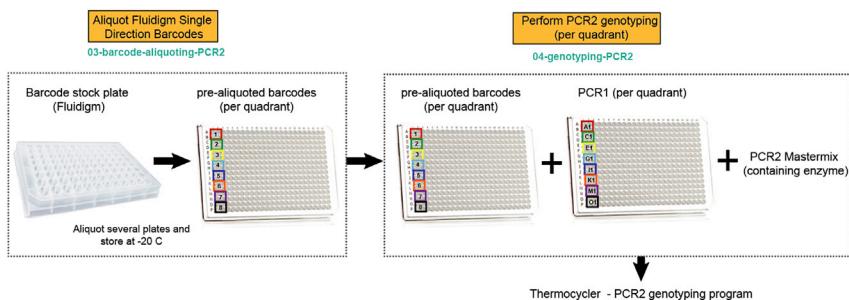 Aliquot Fluidigm Single
Direction Barcodes
03-barcode-aliquoting-PCR2
Perform PCR2 genotyping
(per quadrant)
04-genotyping-PCR2
Barcode stock plate
(Fluidigm)
pre-aliquoted barcodes
(per quadrant)
1
2
3
4
5
6
7
8
Aliquot several plates and
store at -20 C
pre-aliquoted barcodes
(per quadrant)
1
2
3
4
5
6
7
8
PCR1 (per quadrant)
A1
C1
E1
G1
I1
K1
M1
O1
PCR2 Mastermix
(containing enzyme)
Thermocycler - PCR2 genotyping program